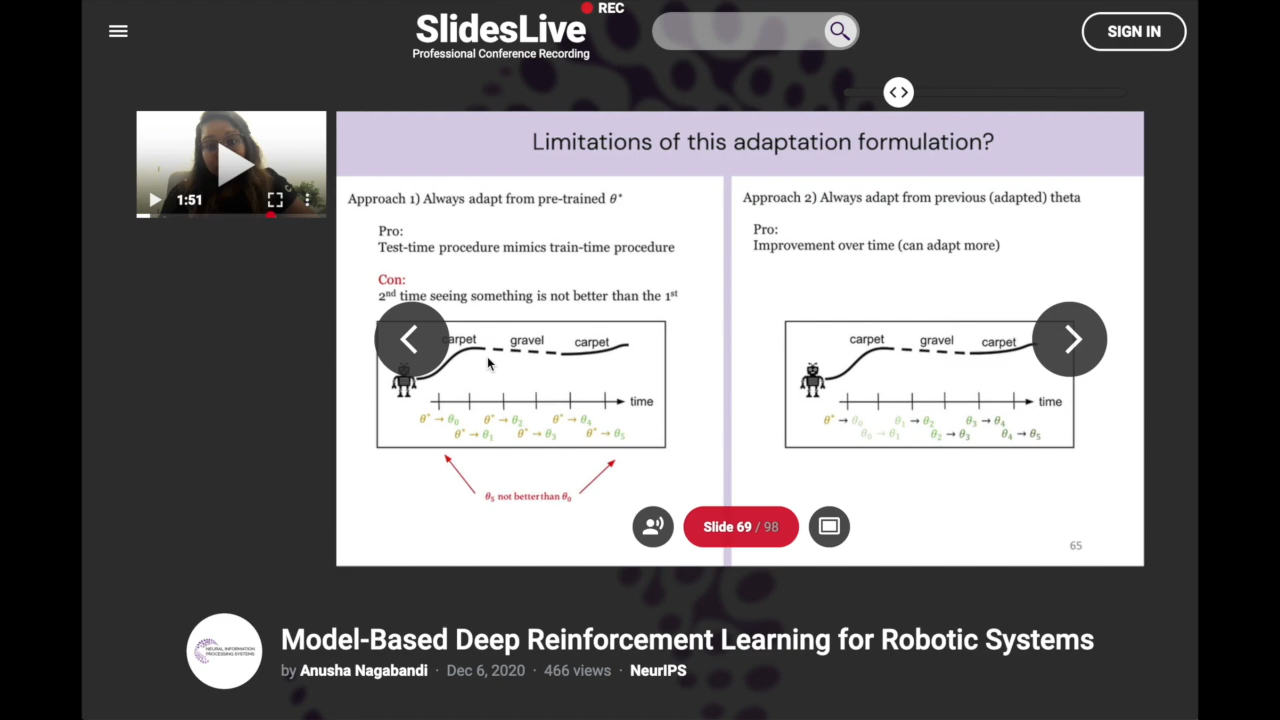 REC
SlidesLive
Professional Conference Recording
SIGN IN
1:51
Limitations of this adaptation formulation?
Approach 1) Always adapt from pre-trained θ*
Pro:
Test-time procedure mimics train-time procedure
Con:
2nd time seeing something is not better than the 1st
carpet gravel carpet
time
θ* → θ0 θ* → θ2 θ* → θ4
θ* → θ1 θ* → θ3 θ* → θ5
θ5 not better than θ0
Approach 2) Always adapt from previous (adapted) theta
Pro:
Improvement over time (can adapt more)
carpet gravel carpet
time
θ* → θ0 θ1 → θ2 θ3 → θ4
θ0 → θ1 θ2 → θ3 θ4 → θ5
Slide 69 / 98
65
NEURAL INFORMATION
PROCESSING SYSTEMS
Model-Based Deep Reinforcement Learning for Robotic Systems
by Anusha Nagabandi · Dec 6, 2020 · 466 views · NeurIPS